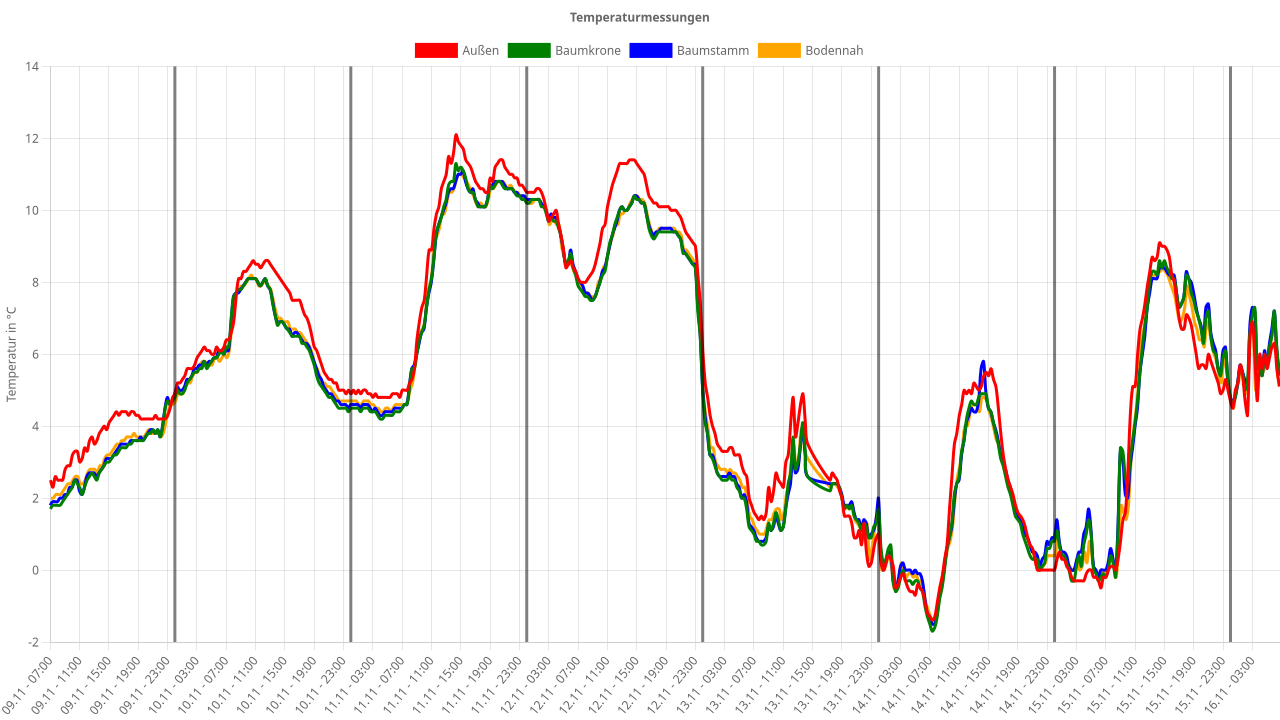 Temperaturmessungen
Außen Baumkrone Baumstamm Bodennah
Temperatur in °C
14
12
10
8
6
4
2
0
-2
09.11 - 07:00
09.11 - 11:00
09.11 - 15:00
09.11 - 19:00
09.11 - 23:00
10.11 - 03:00
10.11 - 07:00
10.11 - 11:00
10.11 - 15:00
10.11 - 19:00
10.11 - 23:00
11.11 - 03:00
11.11 - 07:00
11.11 - 11:00
11.11 - 15:00
11.11 - 19:00
11.11 - 23:00
12.11 - 03:00
12.11 - 07:00
12.11 - 11:00
12.11 - 15:00
12.11 - 19:00
12.11 - 23:00
13.11 - 03:00
13.11 - 07:00
13.11 - 11:00
13.11 - 15:00
13.11 - 19:00
13.11 - 23:00
14.11 - 03:00
14.11 - 07:00
14.11 - 11:00
14.11 - 15:00
14.11 - 19:00
14.11 - 23:00
15.11 - 03:00
15.11 - 07:00
15.11 - 11:00
15.11 - 15:00
15.11 - 19:00
15.11 - 23:00
16.11 - 03:00